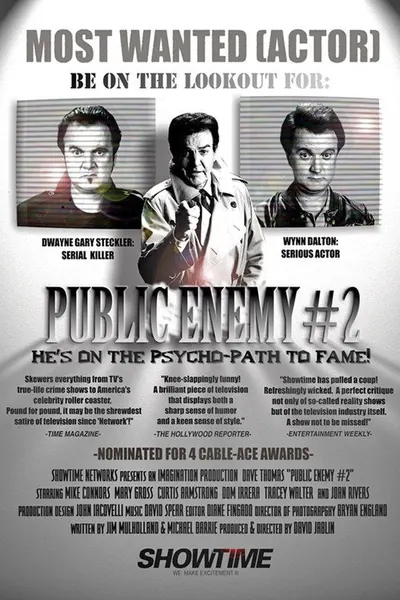 MOST WANTED (ACTOR)
BE ON THE LOOKOUT FOR:
DWAYNE GARY STECKLER:
SERIAL KILLER
WYNN DALTON:
SERIOUS ACTOR
PUBLIC ENEMY #2
HE'S ON THE PSYCHO-PATH TO FAME!
Skewers everything from TV's
true-life crime shows to America's
celebrity roller coaster.
Pound for pound, it may be the shrewdest
satire of television since 'Network'!"
-TIME MAGAZINE-
"Knee-slappingly funny!
A brilliant piece of television
that displays both a
sharp sense of humor
and a keen sense of style."
-THE HOLLYWOOD REPORTER-
"Showtime has pulled a coup!
Refreshingly wicked. A perfect critique
not only of so-called reality shows
but of the television industry itself.
A show not to be missed!"
-ENTERTAINMENT WEEKLY-
-NOMINATED FOR 4 CABLE-ACE AWARDS-
SHOWTIME NETWORKS PRESENTS AN IMAGINATION PRODUCTION DAVE THOMAS "PUBLIC ENEMY #2"
STARRING MIKE CONNORS MARY GROSS CURTIS ARMSTRONG DOM IRRERA TRACEY WALTER AND JOAN RIVERS
PRODUCTION DESIGN JOHN IACOVELLI MUSIC DAVID SPEAR EDITOR DIANE FINGADO DIRECTOR OF PHOTOGRAPHY BRYAN ENGLAND
WRITTEN BY JIM MULHOLLAND & MICHAEL BARRIE PRODUCED & DIRECTED BY DAVID JABLIN
SHOWTIME
WE MAKE EXCITEMENT